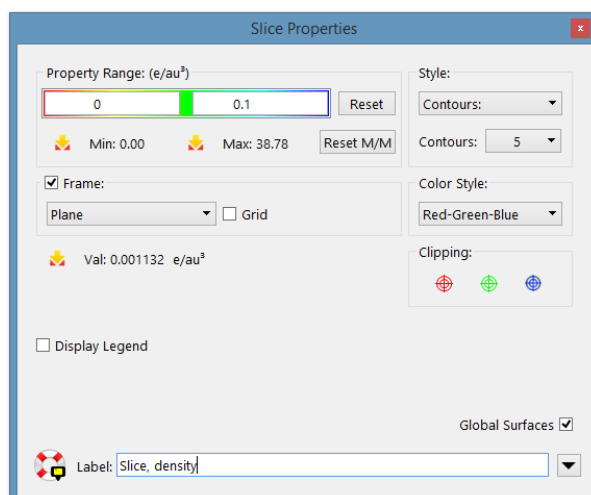 Slice Properties
x
Property Range: (e/au³)
0 0.1 Reset
Min: 0.00 Max: 38.78 Reset M/M
Style:
Contours:
Contours: 5
Frame:
Plane Grid
Color Style:
Red-Green-Blue
Val: 0.001132 e/au³
Clipping:
Display Legend
Global Surfaces
Label: Slice, density